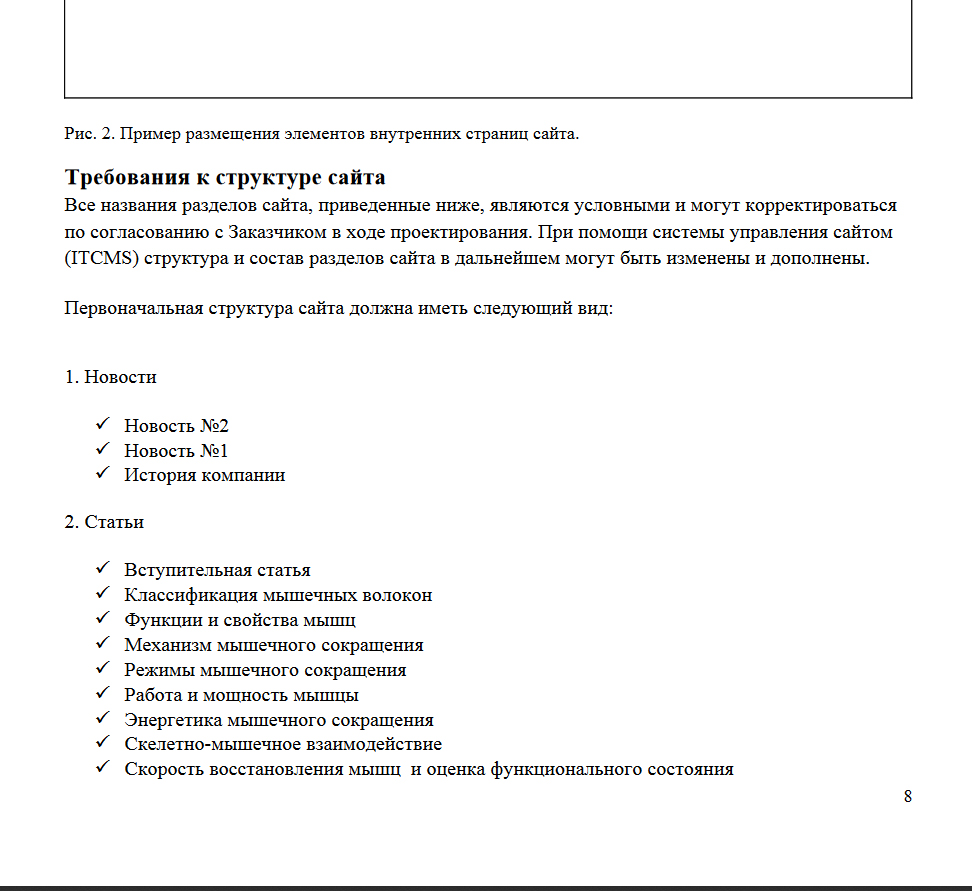 Рис. 2. Пример размещения элементов внутренних страниц сайта.
Требования к структуре сайта
Все названия разделов сайта, приведенные ниже, являются условными и могут корректироваться
по согласованию с Заказчиком в ходе проектирования. При помощи системы управления сайтом
(ITCMS) структура и состав разделов сайта в дальнейшем могут быть изменены и дополнены.
Первоначальная структура сайта должна иметь следующий вид:
1. Новости
✓ Новость №2
✓ Новость №1
✓ История компании
2. Статьи
✓ Вступительная статья
✓ Классификация мышечных волокон
✓ Функции и свойства мышц
✓ Механизм мышечного сокращения
✓ Режимы мышечного сокращения
✓ Работа и мощность мышцы
✓ Энергетика мышечного сокращения
✓ Скелетно-мышечное взаимодействие
✓ Скорость восстановления мышц  и оценка функционального состояния
8